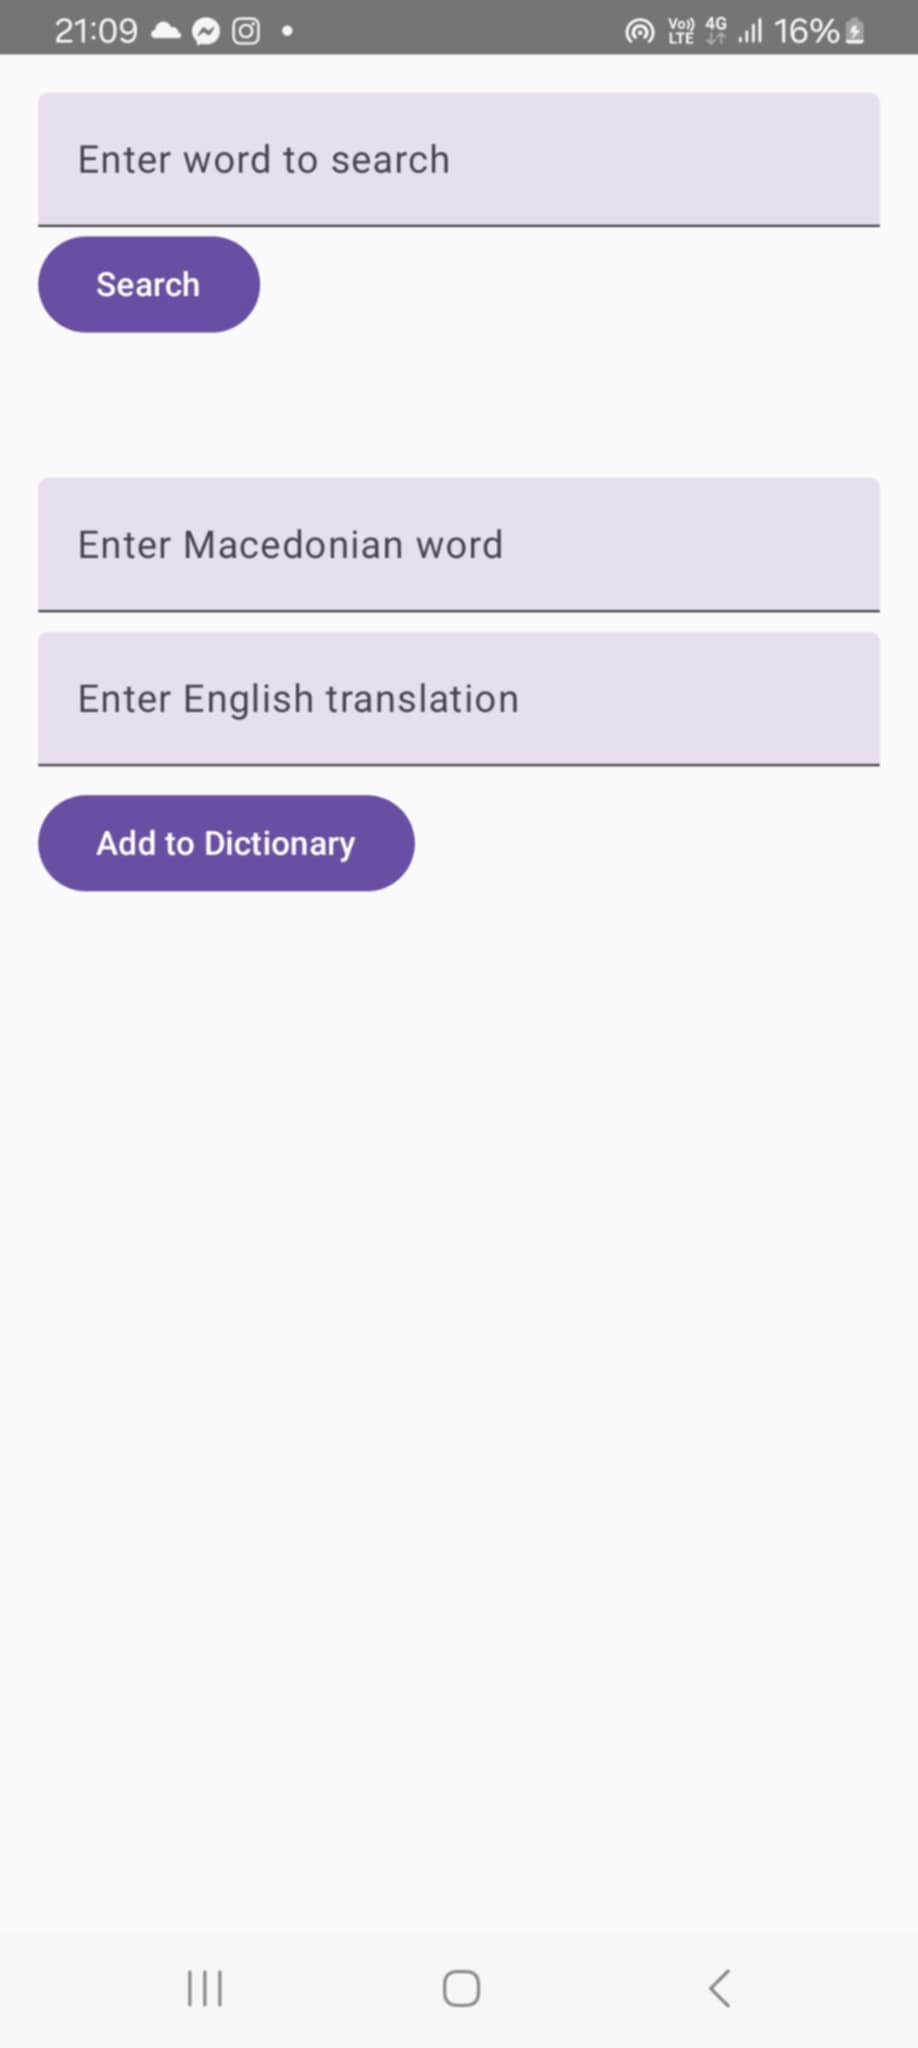 21:09 Vo)) LTE 4G 16%
Enter word to search
Search
Enter Macedonian word
Enter English translation
Add to Dictionary